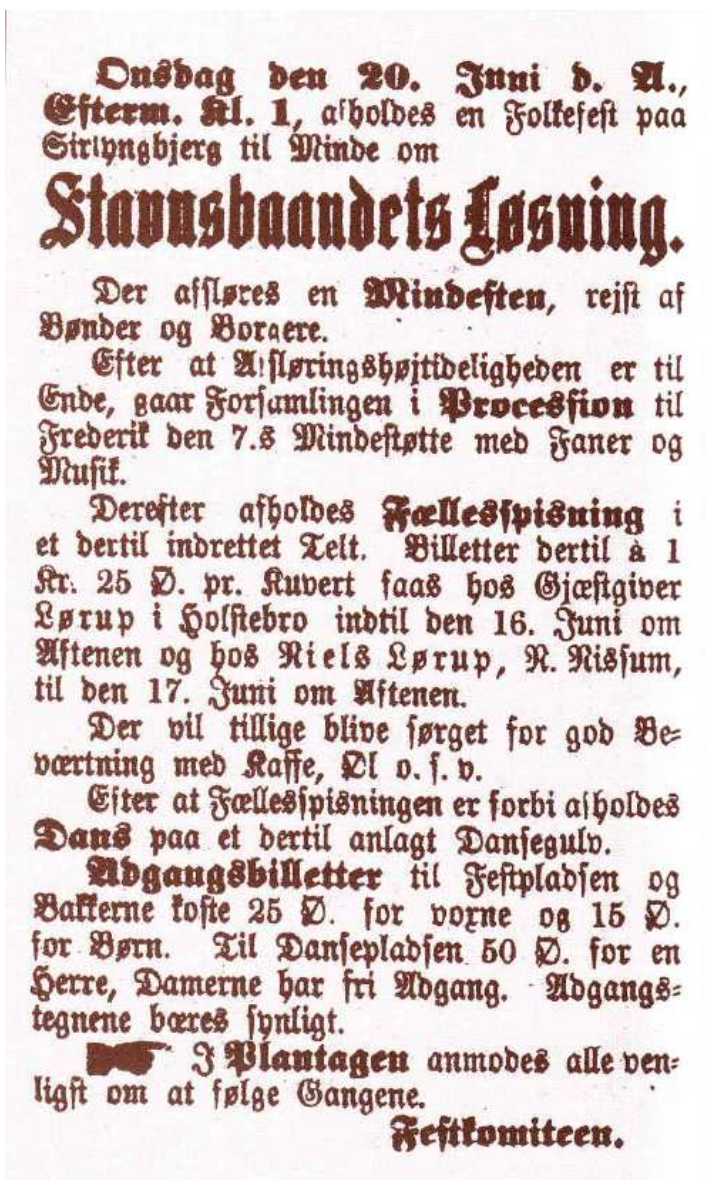 Onsdag den 20. Juni d. A.,
Efterm. Kl. 1, afholdes en Folkefest paa
Sirlyngbjerg til Minde om
Stavnsbaandets Løsning.
Der afsløres en Mindesten, rejst af
Bønder og Borgere.
Efter at Afsløringshøjtideligheden er til
Ende, gaar Forsamlingen i Procession til
Frederik den 7.s Mindestøtte med Faner og
Musik.
Derefter afholdes Fællesspisning i
et dertil indrettet Telt. Billetter dertil à 1
Kr. 25 Ø. pr. Kuvert faas hos Gjæstgiver
Lørup i Holstebro indtil den 16. Juni om
Aftenen og hos Niels Lørup, N. Nissum,
til den 17. Juni om Aftenen.
Der vil tillige blive sørget for god Be-
værtning med Kaffe, Øl o. s. v.
Efter at Fællesspisningen er forbi afholdes
Dans paa et dertil anlagt Dansegulv.
Adgangsbilletter til Festpladsen og
Bakkerne koste 25 Ø. for voxne og 15 Ø.
for Børn. Til Dansepladsen 50 Ø. for en
Herre, Damerne har fri Adgang. Adgangs-
tegnene bæres synligt.
I Plantagen anmodes alle ven-
ligst om at følge Gangene.
Festkomiteen.